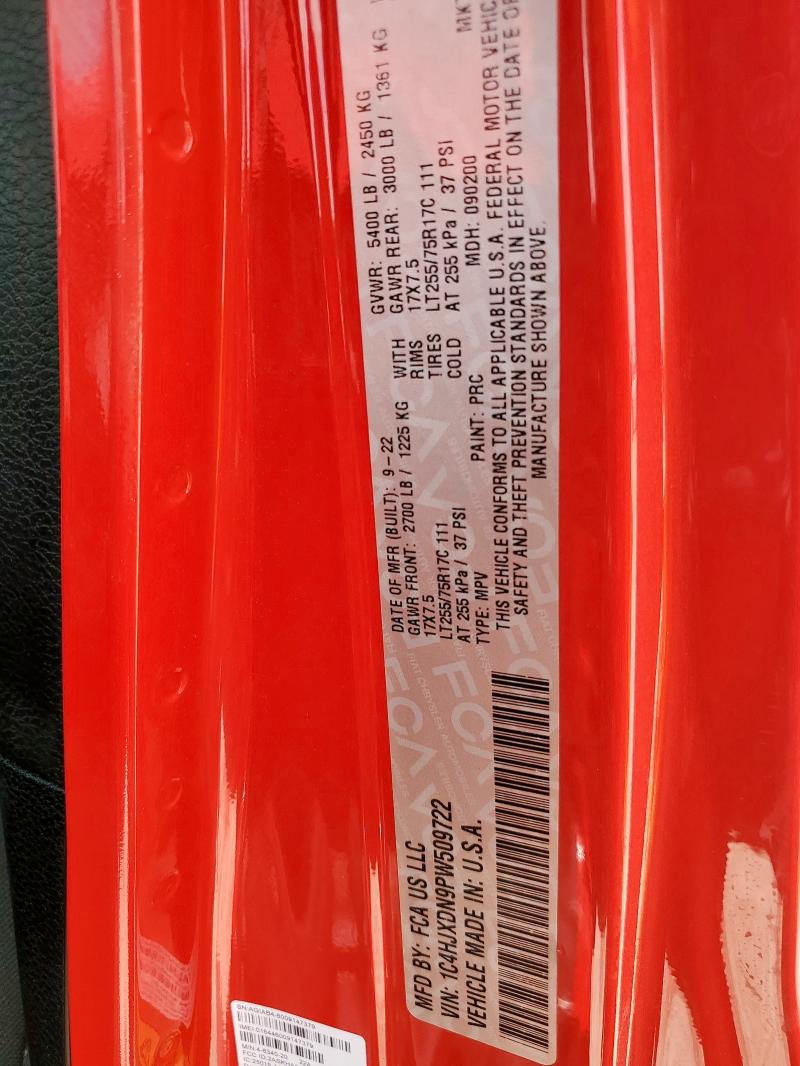 MFD BY: FCA US LLC
VIN: 1C4HJXDN9PW509722
VEHICLE MADE IN: U.S.A.
DATE OF MFR (BUILT): 9-22 GVWR: 5400 LB / 2450 KG
GAWR FRONT: 2700 LB / 1225 KG WITH GAWR REAR: 3000 LB / 1361 KG
17X7.5 RIMS 17X7.5
LT255/75R17C 111 TIRES LT255/75R17C 111
AT 255 kPa / 37 PSI COLD AT 255 kPa / 37 PSI
TYPE: MPV PAINT: PRC MDH: 090200
THIS VEHICLE CONFORMS TO ALL APPLICABLE U.S.A. FEDERAL MOTOR
SAFETY AND THEFT PREVENTION STANDARDS IN EFFECT ON THE DATE OF
MANUFACTURE SHOWN ABOVE.